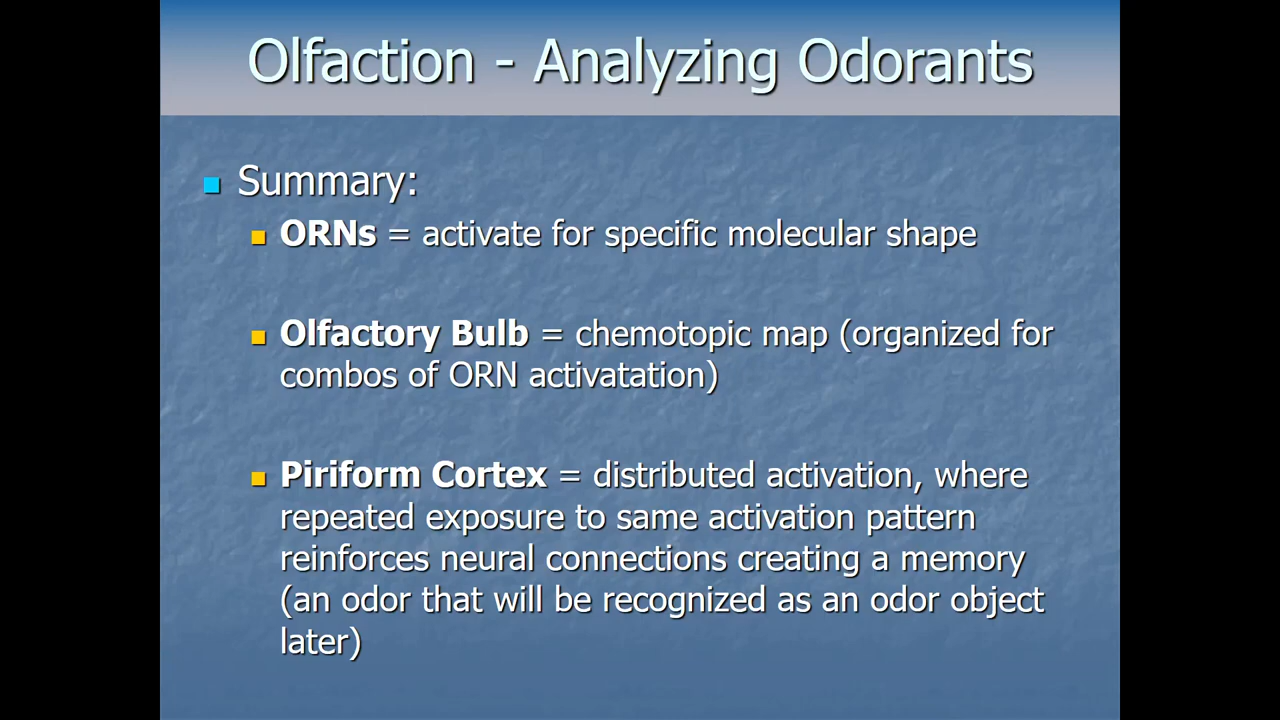 Olfaction - Analyzing Odorants
Summary:
ORNs = activate for specific molecular shape
Olfactory Bulb = chemotopic map (organized for
combos of ORN activatation)
Piriform Cortex = distributed activation, where
repeated exposure to same activation pattern
reinforces neural connections creating a memory
(an odor that will be recognized as an odor object
later)